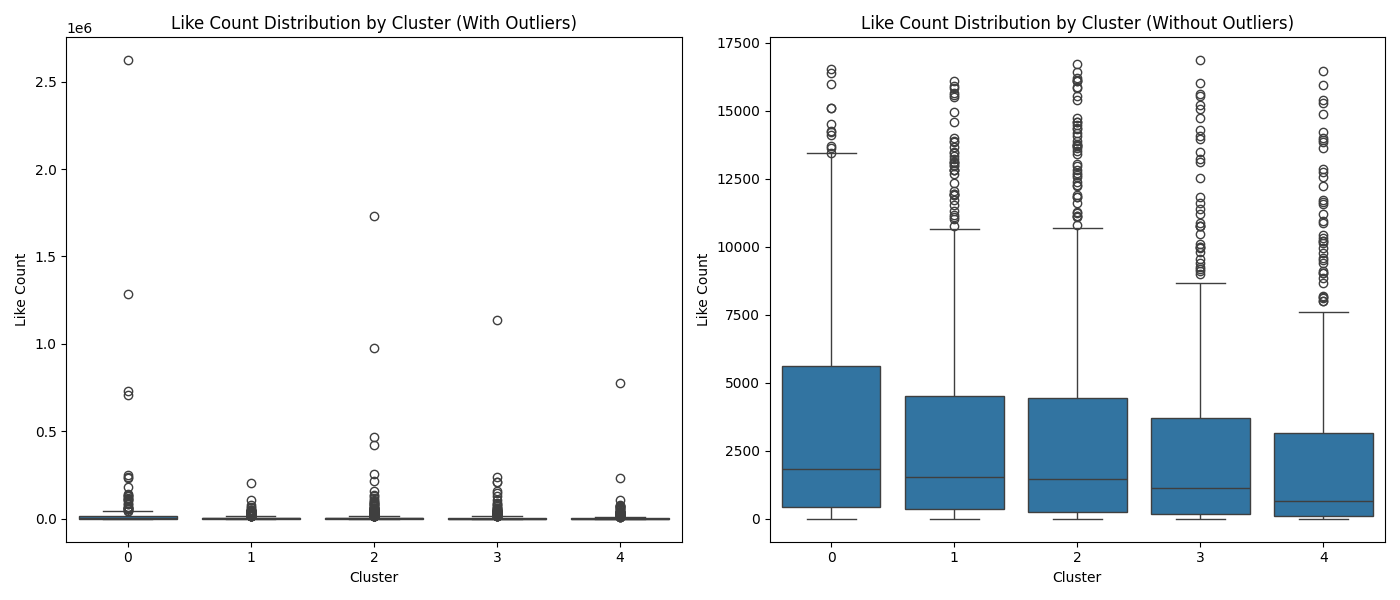 Like Count Distribution by Cluster (With Outliers)
1e6
2.5
2.0
1.5
1.0
0.5
0.0
Like Count
0 1 2 3 4
Cluster
Like Count Distribution by Cluster (Without Outliers)
17500
15000
12500
10000
7500
5000
2500
0
Like Count
0 1 2 3 4
Cluster